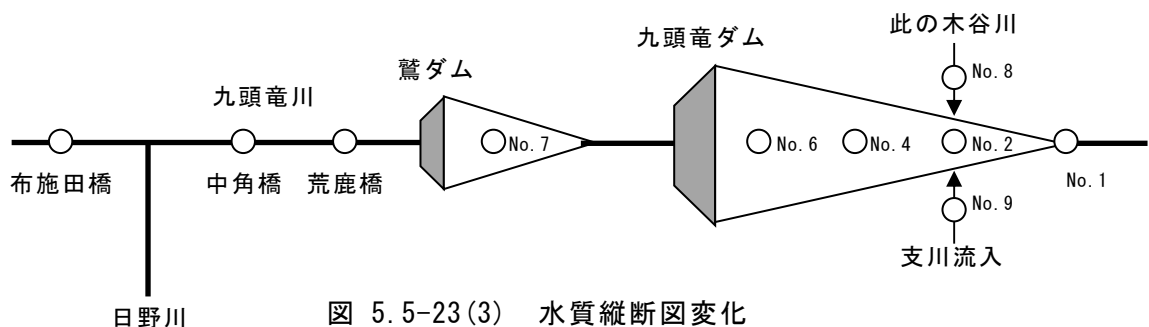 此の木谷川
九頭竜ダム
鷲ダム
九頭竜川
No. 8
No. 7
No. 6
No. 4
No. 2
布施田橋
中角橋
荒鹿橋
No. 1
No. 9
支川流入
日野川
図 5.5-23(3) 水質縦断図変化